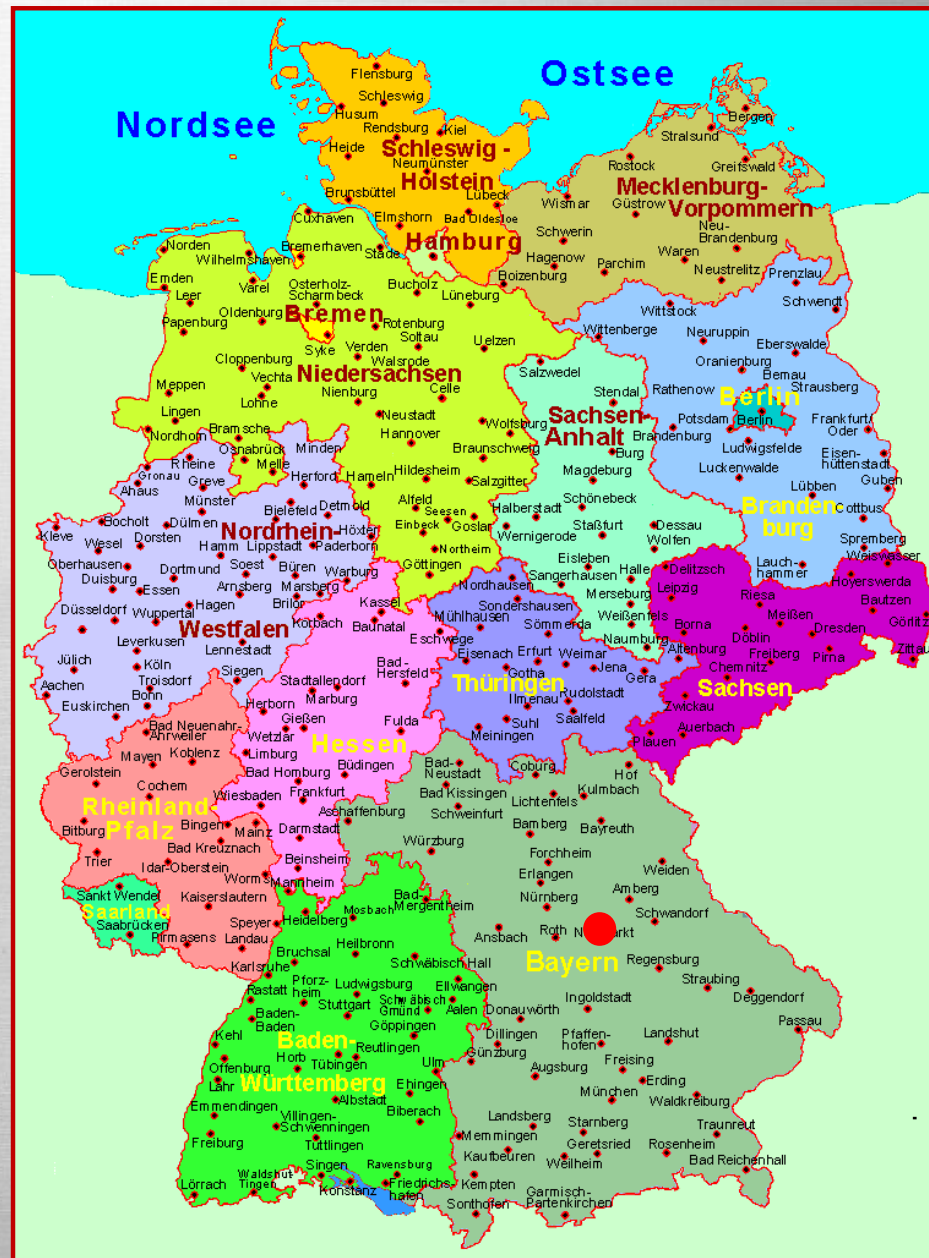 Ostsee
Nordsee
Flensburg
Schleswig
Husum
Rendsburg
Kiel
Heide
Schleswig -
Holstein
Neumünster
Brunsbüttel
Lübeck
Elmshorn
Bad Oldesloe
Hamburg
Bergen
Stralsund
Rostock
Greifswald
Mecklenburg-
Vorpommern
Wismar
Güstrow
Schwerin
Neu-
Brandenburg
Hagenow
Waren
Parchim
Neustrelitz
Boizenburg
Cuxhaven
Norden
Bremerhaven
Stade
Wilhelmshaven
Emden
Varel
Osterholz-
Scharmbeck
Bucholz
Leer
Lüneburg
Oldenburg
Bremen
Papenburg
Rotenburg
Syke
Verden
Soltau
Uelzen
Cloppenburg
Walsrode
Niedersachsen
Meppen
Vechta
Nienburg
Celle
Lohne
Lingen
Neustadt
Wolfsburg
Nordhorn
Bramsche
Hannover
Osnabrück
Minden
Braunschweig
Melle
Hameln
Hildesheim
Salzgitter
Alfeld
Seesen
Einbeck
Goslar
Northeim
Göttingen
Prenzlau
Schwendt
Wittstock
Wittenberge
Neuruppin
Eberswalde
Oranienburg
Bernau
Rathenow
Strausberg
Berlin
Berlin
Potsdam
Frankfurt/
Oder
Brandenburg
Ludwigsfelde
Eisen-
hüttenstadt
Luckenwalde
Lübben
Guben
Branden-
burg
Cottbus
Spremberg
Lauch-
hammer
Salzwedel
Stendal
Sachsen-
Anhalt
Burg
Magdeburg
Schönebeck
Halberstadt
Staßfurt
Dessau
Wernigerode
Wolfen
Eisleben
Sangerhausen
Halle
Merseburg
Weißenfels
Naumburg
Rheine
Gronau
Greve
Herford
Ahaus
Münster
Bielefeld
Detmold
Bocholt
Dülmen
Nordrhein-
Westfalen
Höxter
Kleve
Wesel
Dorsten
Hamm
Lippstadt
Paderborn
Oberhausen
Dortmund
Soest
Büren
Warburg
Duisburg
Essen
Arnsberg
Marsberg
Brilon
Düsseldorf
Wuppertal
Hagen
Leverkusen
Lennestadt
Jülich
Köln
Siegen
Aachen
Troisdorf
Euskirchen
Bonn
Kassel
Korbach
Baunatal
Eschwege
Bad-
Hersfeld
Stadtallendorf
Marburg
Herborn
Gießen
Fulda
Wetzlar
Hessen
Limburg
Bad Homburg
Büdingen
Wiesbaden
Frankfurt
Darmstadt
Beinsheim
Nordhausen
Sondershausen
Mühlhausen
Sömmerda
Eisenach
Erfurt
Weimar
Altenburg
Gotha
Jena
Gera
Thüringen
Ilmenau
Rudolstadt
Suhl
Saalfeld
Meiningen
Weiswasser
Delitzsch
Hoyerswerda
Leipzig
Riesa
Bautzen
Meißen
Görlitz
Borna
Döblin
Dresden
Zittau
Freiberg
Pirna
Chemnitz
Sachsen
Zwickau
Auerbach
Plauen
Bad Neuenahr-
Ahrweiler
Mayen
Koblenz
Gerolstein
Cochem
Rheinland-
Pfalz
Bitburg
Bingen
Mainz
Bad Kreuznach
Trier
Idar-Oberstein
Worms
Kaiserslautern
Speyer
Pirmasens
Landau
Sankt Wendel
Saarland
Saabrücken
Bad-
Neustadt
Coburg
Hof
Bad Kissingen
Lichtenfels
Kulmbach
Aschaffenburg
Schweinfurt
Bamberg
Bayreuth
Würzburg
Forchheim
Weiden
Erlangen
Amberg
Nürnberg
Schwandorf
Ansbach
Roth
Bayern
Regensburg
Straubing
Deggendorf
Ingoldstadt
Donauwörth
Passau
Dillingen
Pfaffen-
hofen
Landshut
Günzburg
Freising
Augsburg
Erding
München
Waldkreiburg
Landsberg
Starnberg
Traunreut
Memmingen
Geretsried
Rosenheim
Kaufbeuren
Weilheim
Bad Reichenhall
Kempten
Garmisch-
Partenkirchen
Sonthofen
Mannheim
Bad-
Mergentheim
Heidelberg
Mosbach
Heilbronn
Bruchsal
Schwäbisch Hall
Karlsruhe
Pforz-
heim
Ludwigsburg
Ellwangen
Rastatt
Schwäbisch
Gmünd
Aalen
Baden-
Baden
Stuttgart
Göppingen
Kehl
Baden-
Württemberg
Reutlingen
Horb
Tübingen
Ulm
Offenburg
Lahr
Ehingen
Albstadt
Emmendingen
Biberach
Villingen-
Schwenningen
Freiburg
Tuttlingen
Singen
Ravensburg
Waldshut-
Tingen
Konstanz
Friedrichs-
hafen
Lörrach